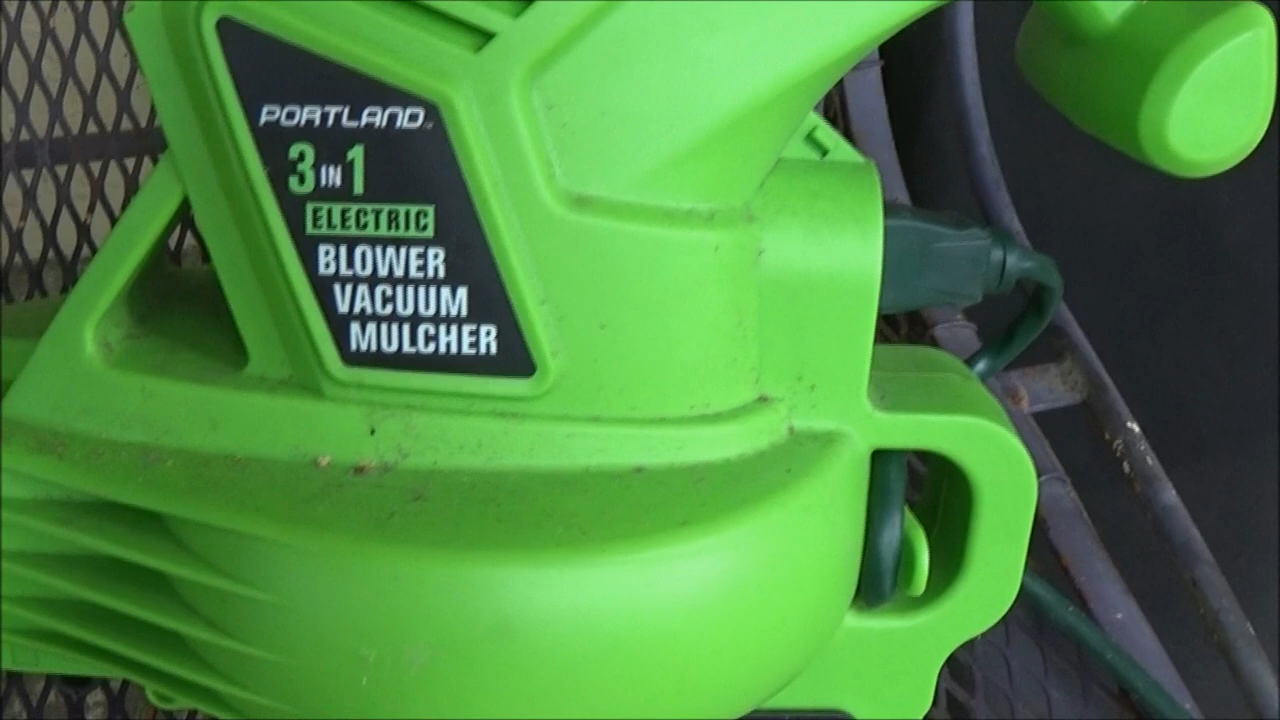 PORTLAND
3 IN 1
ELECTRIC
BLOWER
VACUUM
MULCHER